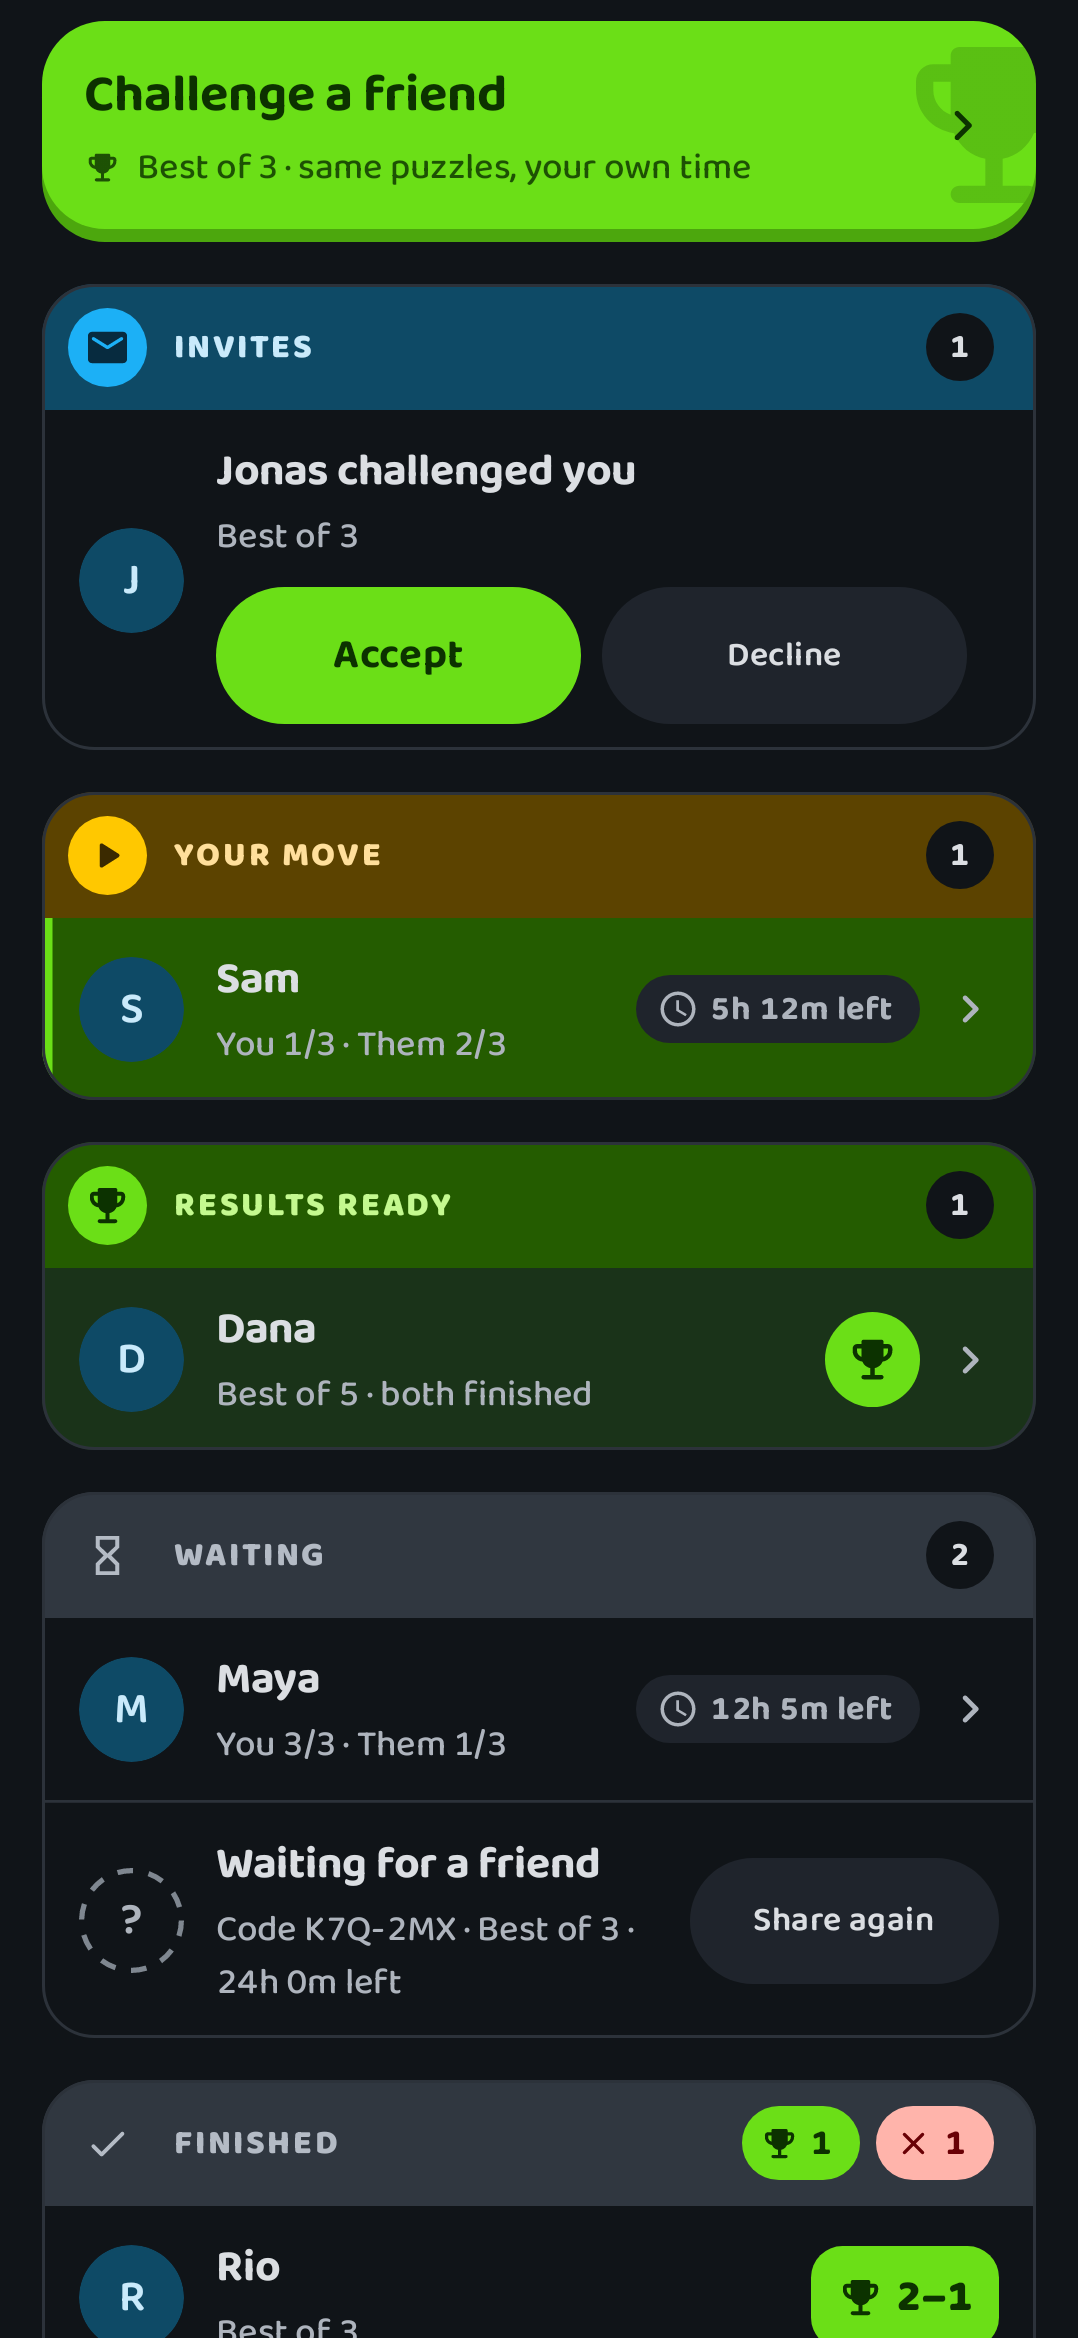 Challenge a friend
Best of 3 · same puzzles, your own time
INVITES
1
Jonas challenged you
J
Best of 3
Accept
Decline
YOUR MOVE
1
S
Sam
You 1/3 · Them 2/3
5h 12m left
RESULTS READY
1
D
Dana
Best of 5 · both finished
WAITING
2
M
Maya
You 3/3 · Them 1/3
12h 5m left
?
Waiting for a friend
Code K7Q-2MX · Best of 3 ·
24h 0m left
Share again
FINISHED
1
1
R
Rio
Best of 3
2–1